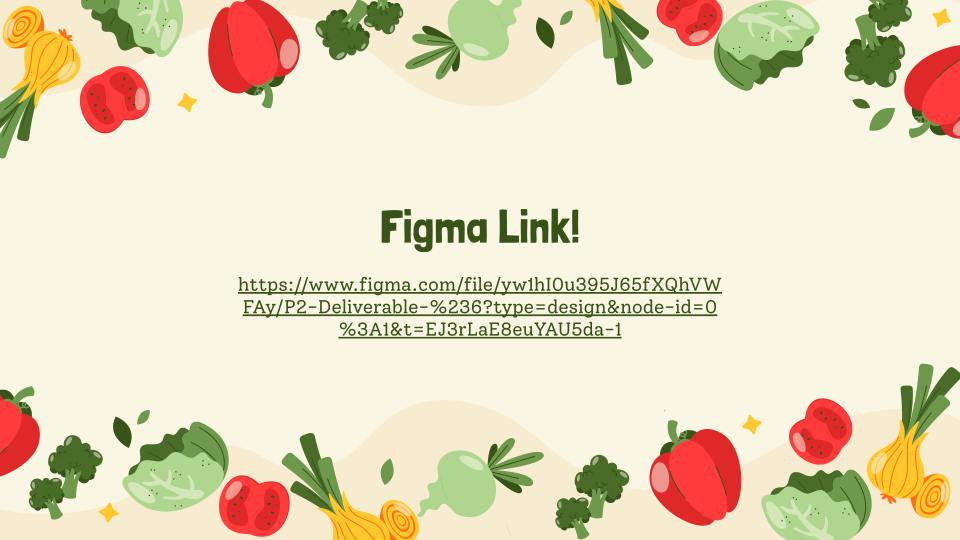 Figma Link!
https://www.figma.com/file/yw1hI0u395J65fXQhVW
FAy/P2-Deliverable-%236?type=design&node-id=0
%3A1&t=EJ3rLaE8euYAU5da-1